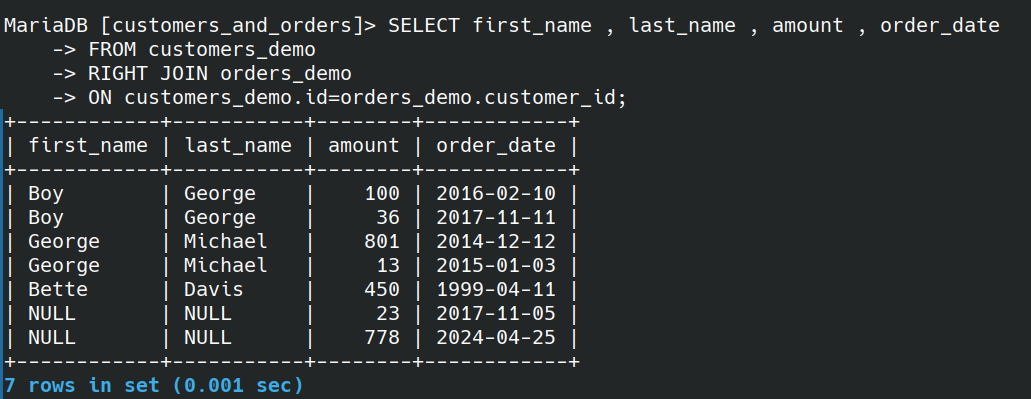 MariaDB [customers_and_orders]> SELECT first_name , last_name , amount , order_date
    -> FROM customers_demo
    -> RIGHT JOIN orders_demo
    -> ON customers_demo.id=orders_demo.customer_id;
+------------+-----------+--------+------------+
| first_name | last_name | amount | order_date |
+------------+-----------+--------+------------+
| Boy        | George    |    100 | 2016-02-10 |
| Boy        | George    |     36 | 2017-11-11 |
| George     | Michael   |    801 | 2014-12-12 |
| George     | Michael   |     13 | 2015-01-03 |
| Bette      | Davis     |    450 | 1999-04-11 |
| NULL       | NULL      |     23 | 2017-11-05 |
| NULL       | NULL      |    778 | 2024-04-25 |
+------------+-----------+--------+------------+
7 rows in set (0.001 sec)